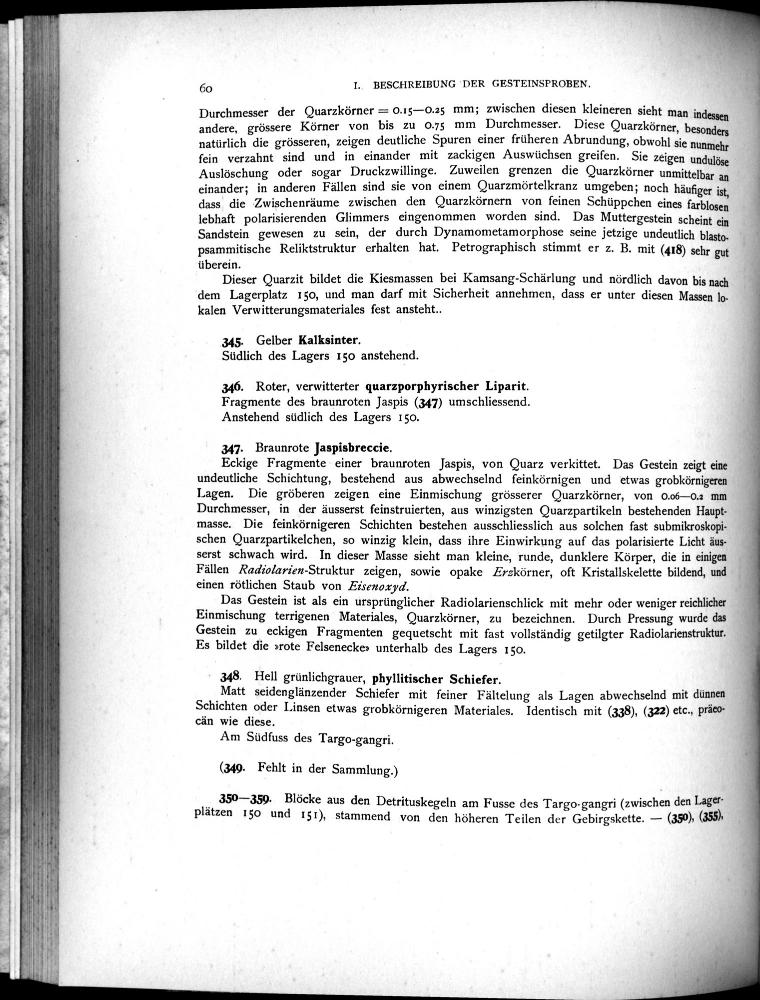 60
I. BESCHREIBUNG DER GESTEINSPROBEN.
Durchmesser der Quarzkörner = 0.15—0.25 mm; zwischen diesen kleineren sieht man indessen
andere, grössere Körner von bis zu 0.75 mm Durchmesser. Diese Quarzkörner, besonders
natürlich die grösseren, zeigen deutliche Spuren einer früheren Abrundung, obwohl sie nunmehr
fein verzahnt sind und in einander mit zackigen Auswüchsen greifen. Sie zeigen undulöse
Auslöschung oder sogar Druckzwillinge. Zuweilen grenzen die Quarzkörner unmittelbar an
einander; in anderen Fällen sind sie von einem Quarzmörtelkranz umgeben; noch häufiger ist,
dass die Zwischenräume zwischen den Quarzkörnern von feinen Schüppchen eines farblosen
lebhaft polarisierenden Glimmers eingenommen worden sind. Das Muttergestein scheint ein
Sandstein gewesen zu sein, der durch Dynamometamorphose seine jetzige undeutlich blasto-
psammitische Reliktstruktur erhalten hat. Petrographisch stimmt er z. B. mit (418) sehr gut
überein.
Dieser Quarzit bildet die Kiesmassen bei Kamsang-Schärlung und nördlich davon bis nach
dem Lagerplatz 150, und man darf mit Sicherheit annehmen, dass er unter diesen Massen lo-
kalen Verwitterungsmateriales fest ansteht..
345. Gelber Kalksinter.
Südlich des Lagers 150 anstehend.
346. Roter, verwitterter quarzporphyrischer Liparit.
Fragmente des braunroten Jaspis (347) umschliessend.
Anstehend südlich des Lagers 150.
347. Braunrote Jaspisbreccie.
Eckige Fragmente einer braunroten Jaspis, von Quarz verkittet. Das Gestein zeigt eine
undeutliche Schichtung, bestehend aus abwechselnd feinkörnigen und etwas grobkörnigeren
Lagen. Die gröberen zeigen eine Einmischung grösserer Quarzkörner, von 0.06—0.2 mm
Durchmesser, in der äusserst feinstruierten, aus winzigsten Quarzpartikeln bestehenden Haupt-
masse. Die feinkörnigeren Schichten bestehen ausschliesslich aus solchen fast submikroskopi-
schen Quarzpartikelchen, so winzig klein, dass ihre Einwirkung auf das polarisierte Licht äus-
serst schwach wird. In dieser Masse sieht man kleine, runde, dunklere Körper, die in einigen
Fällen Radiolarien-Struktur zeigen, sowie opake Erzkörner, oft Kristallskelette bildend, und
einen rötlichen Staub von Eisenoxyd.
Das Gestein ist als ein ursprünglicher Radiolarienschlick mit mehr oder weniger reichlicher
Einmischung terrigenen Materiales, Quarzkörner, zu bezeichnen. Durch Pressung wurde das
Gestein zu eckigen Fragmenten gequetscht mit fast vollständig getilgter Radiolarienstruktur.
Es bildet die »rote Felsenecke» unterhalb des Lagers 150.
348. Hell grünlichgrauer, phyllitischer Schiefer.
Matt seidenglänzender Schiefer mit feiner Fältelung als Lagen abwechselnd mit dünnen
Schichten oder Linsen etwas grobkörnigeren Materiales. Identisch mit (338), (322) etc., präeo-
cän wie diese.
Am Südfuss des Targo-gangri.
(349. Fehlt in der Sammlung.)
350—359. Blöcke aus den Detrituskegeln am Fusse des Targo-gangri (zwischen den Lager-
plätzen 150 und 151), stammend von den höheren Teilen der Gebirgskette. — (350), (355),